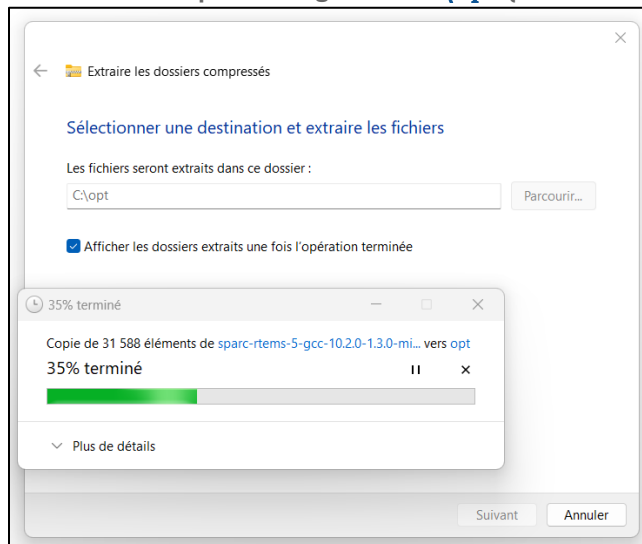 Extraire les dossiers compressés
Sélectionner une destination et extraire les fichiers
Les fichiers seront extraits dans ce dossier :
C:\opt
Parcourir...
Afficher les dossiers extraits une fois l'opération terminée
35% terminé
Copie de 31 588 éléments de sparc-rtems-5-gcc-10.2.0-1.3.0-mi... vers opt
35% terminé
Plus de détails
Suivant
Annuler